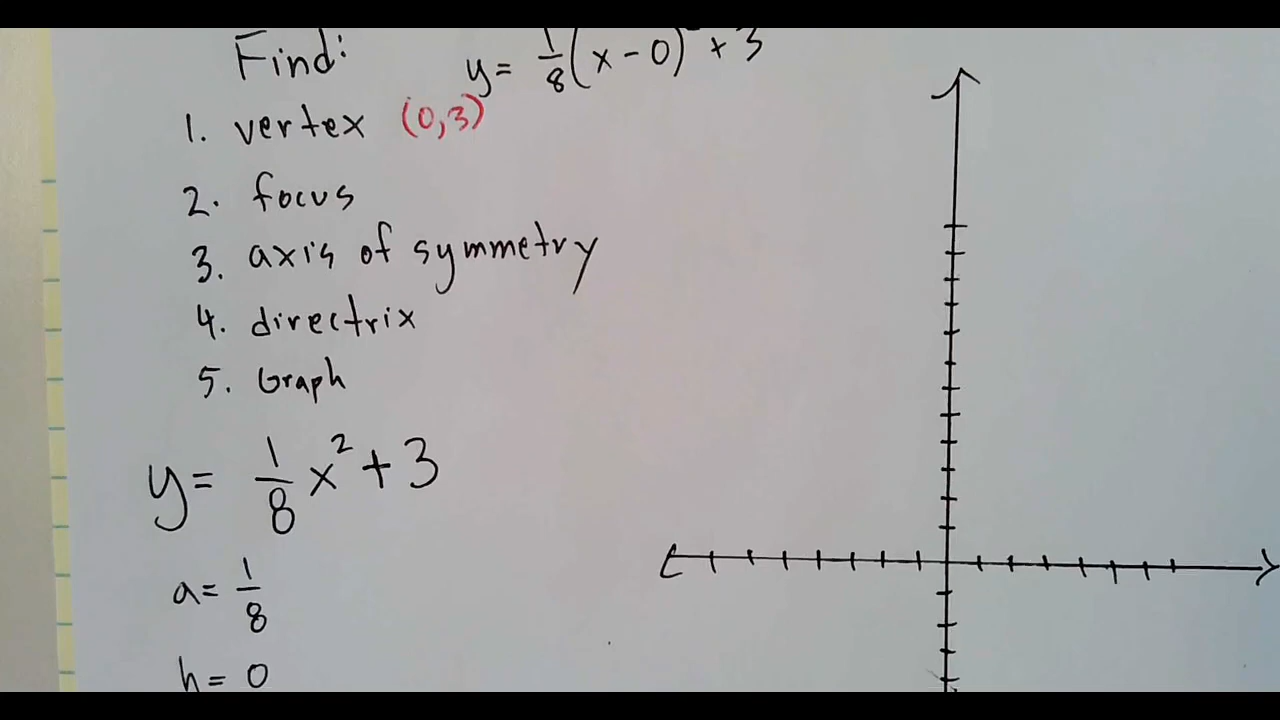 Find:
y = 1/8(x - 0)² + 3
1. vertex (0,3)
2. focus
3. axis of symmetry
4. directrix
5. Graph
y = 1/8 x² + 3
a = 1/8
h = 0